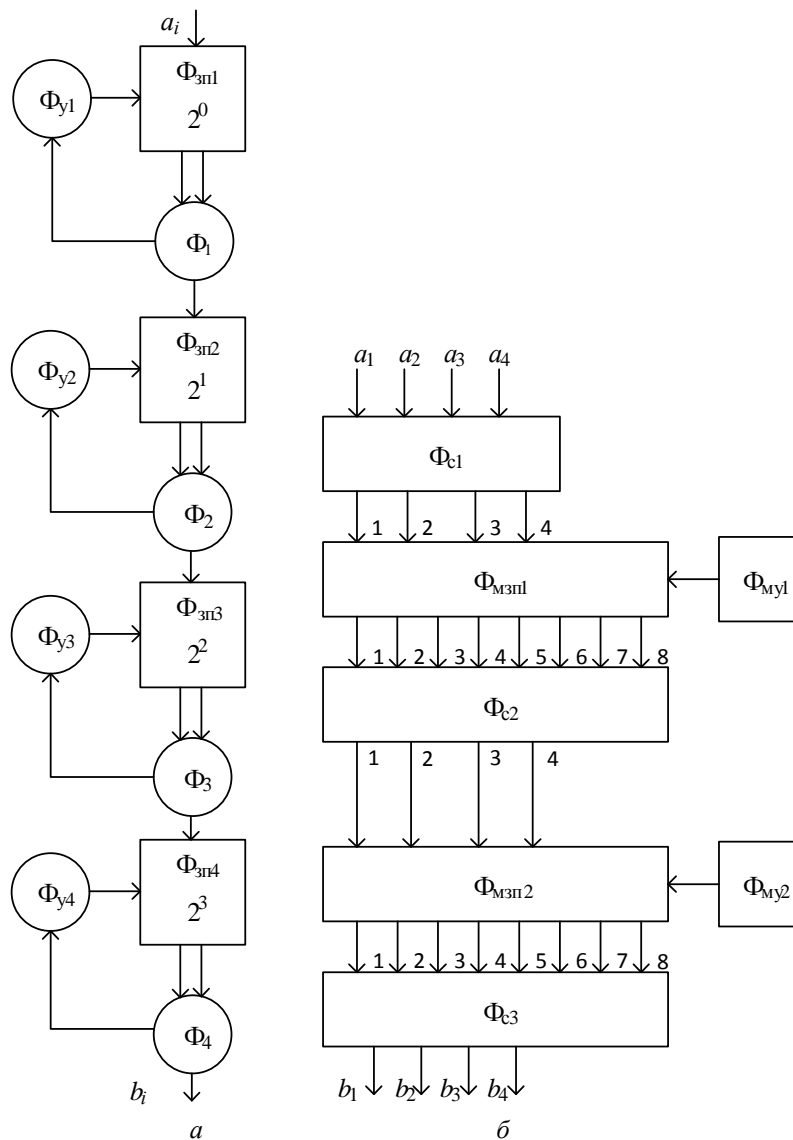 aᵢ
Φзп1
2⁰
Φу1
Φ1
Φзп2
2¹
Φу2
Φ2
Φзп3
2²
Φу3
Φ3
Φзп4
2³
Φу4
Φ4
bᵢ
а
a₁ a₂ a₃ a₄
Φс1
1 2 3 4
Φмзп1
Φму1
1 2 3 4 5 6 7 8
Φс2
1 2 3 4
Φмзп2
Φму2
1 2 3 4 5 6 7 8
Φс3
b₁ b₂ b₃ b₄
б